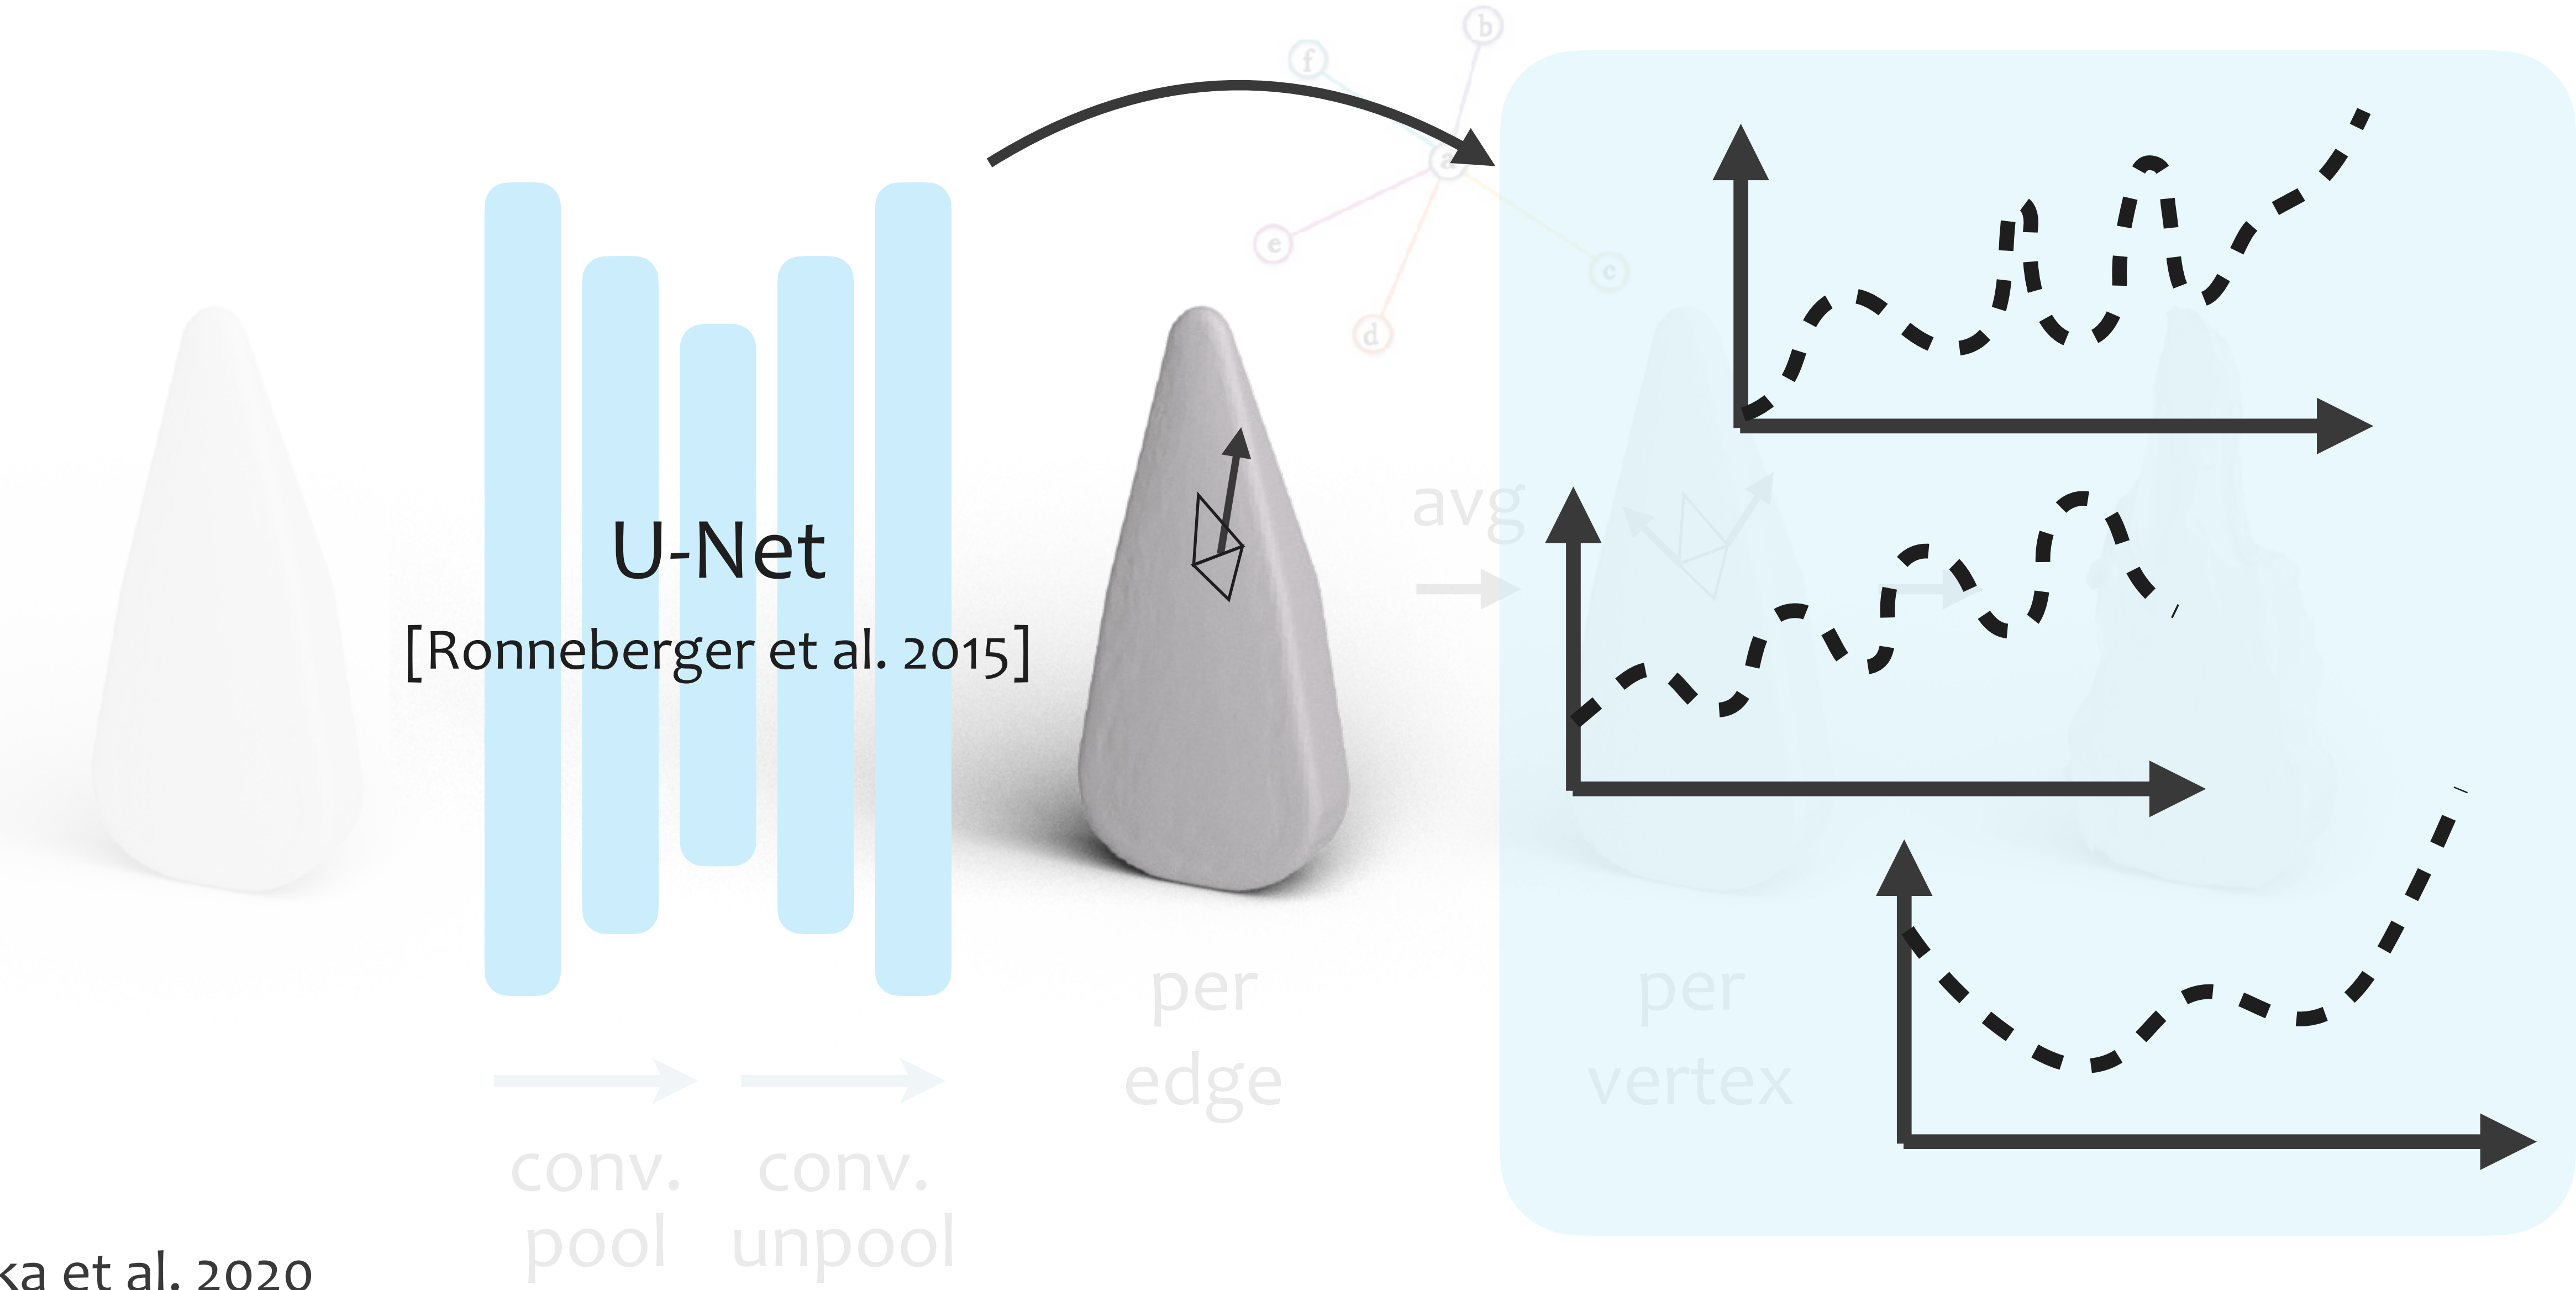 b
f
a
e
c
d
avg
U-Net
[Ronneberger et al. 2015]
per
edge
per
vertex
conv.
pool
conv.
unpool
ka et al. 2020